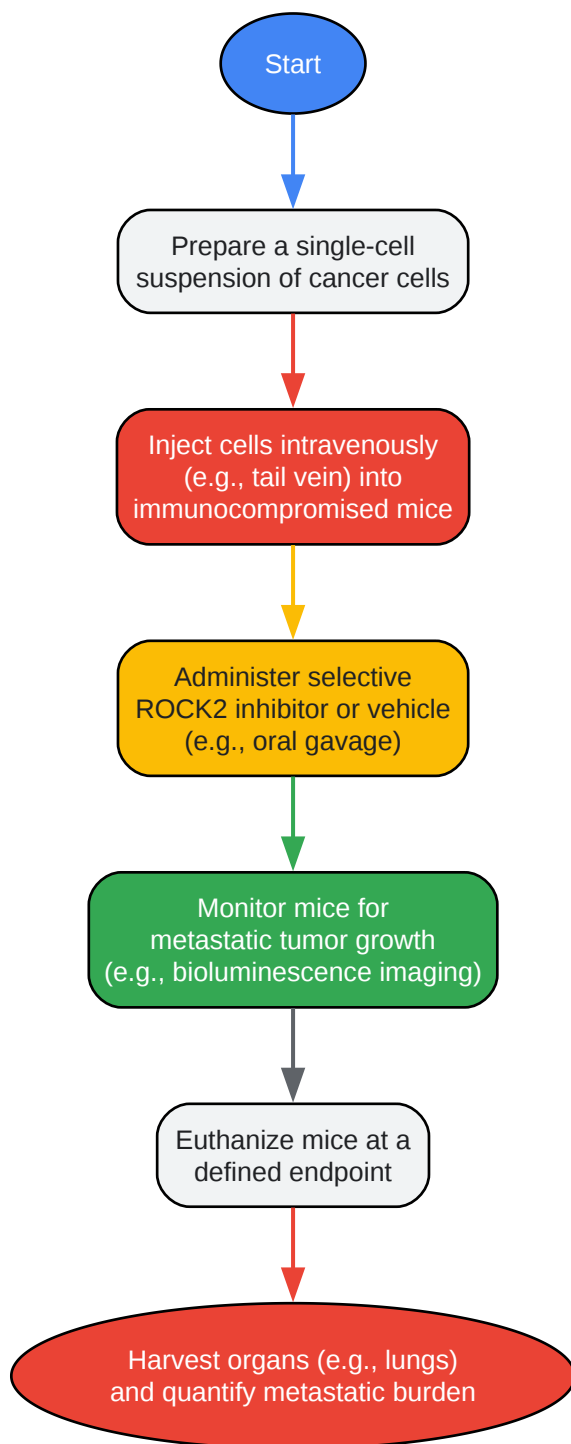 Start
Prepare a single-cell
suspension of cancer cells
Inject cells intravenously
(e.g., tail vein) into
immunocompromised mice
Administer selective
ROCK2 inhibitor or vehicle
(e.g., oral gavage)
Monitor mice for
metastatic tumor growth
(e.g., bioluminescence imaging)
Euthanize mice at a
defined endpoint
Harvest organs (e.g., lungs)
and quantify metastatic burden